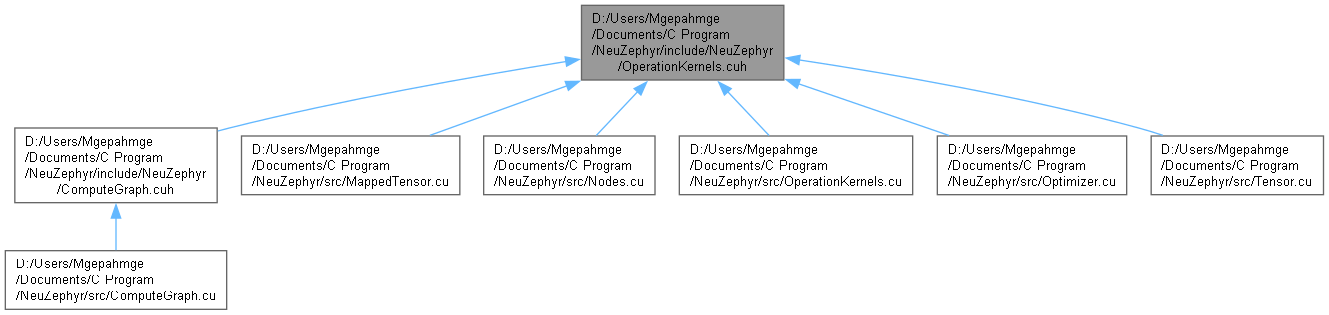 D:/Users/Mgepahmge
/Documents/C Program
/NeuZephyr/include/NeuZephyr
/OperationKernels.cuh
D:/Users/Mgepahmge
/Documents/C Program
/NeuZephyr/include/NeuZephyr
/ComputeGraph.cuh
D:/Users/Mgepahmge
/Documents/C Program
/NeuZephyr/src/MappedTensor.cu
D:/Users/Mgepahmge
/Documents/C Program
/NeuZephyr/src/Nodes.cu
D:/Users/Mgepahmge
/Documents/C Program
/NeuZephyr/src/OperationKernels.cu
D:/Users/Mgepahmge
/Documents/C Program
/NeuZephyr/src/Optimizer.cu
D:/Users/Mgepahmge
/Documents/C Program
/NeuZephyr/src/Tensor.cu
D:/Users/Mgepahmge
/Documents/C Program
/NeuZephyr/src/ComputeGraph.cu